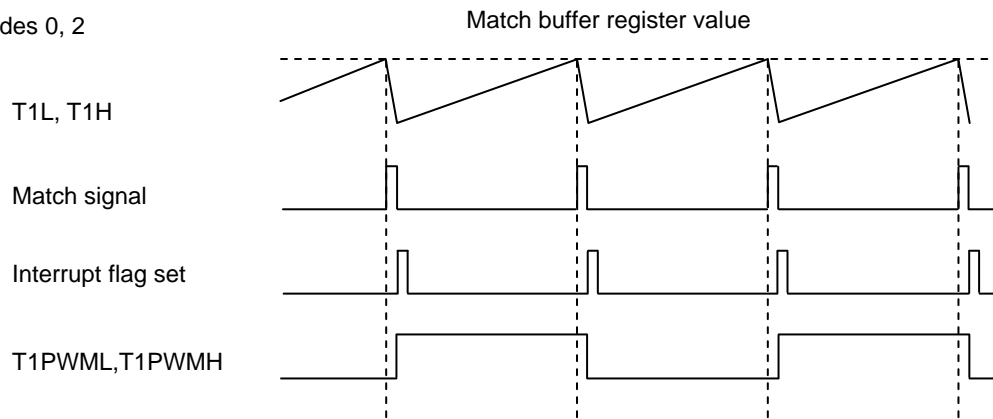 des 0, 2
Match buffer register value
T1L, T1H
Match signal
Interrupt flag set
T1PWML,T1PWMH